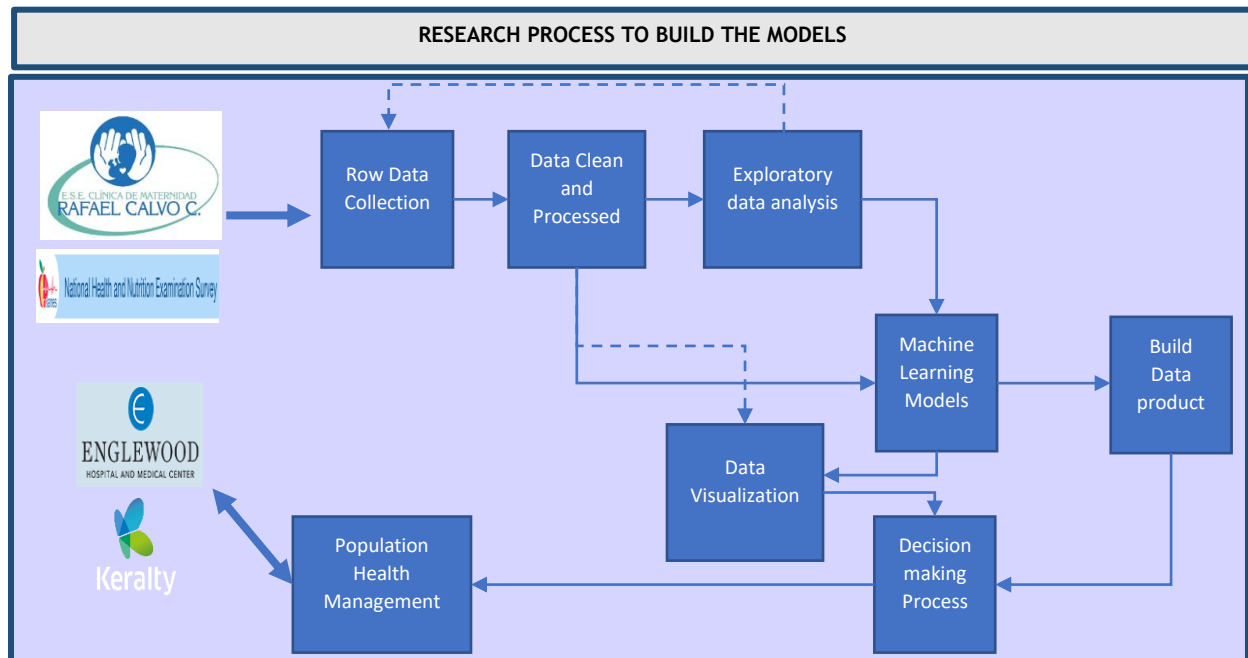 RESEARCH PROCESS TO BUILD THE MODELS
E.S.E. CLÍNICA DE MATERNIDAD
RAFAEL CALVO C.
National Health and Nutrition Examination Survey
Row Data
Collection
Data Clean
and
Processed
Exploratory
data analysis
Machine
Learning
Models
Build
Data
product
Data
Visualization
Decision
making
Process
Population
Health
Management
E
ENGLEWOOD
HOSPITAL AND MEDICAL CENTER
Keralty